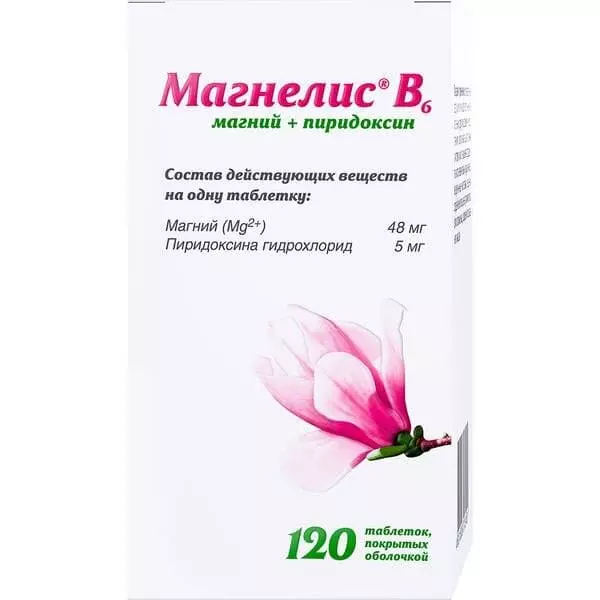 Магнелис® B₆
магний + пиридоксин
Состав действующих веществ
на одну таблетку:
Магний (Mg²⁺) 48 мг
Пиридоксина гидрохлорид 5 мг
120 таблеток,
покрытых
оболочкой